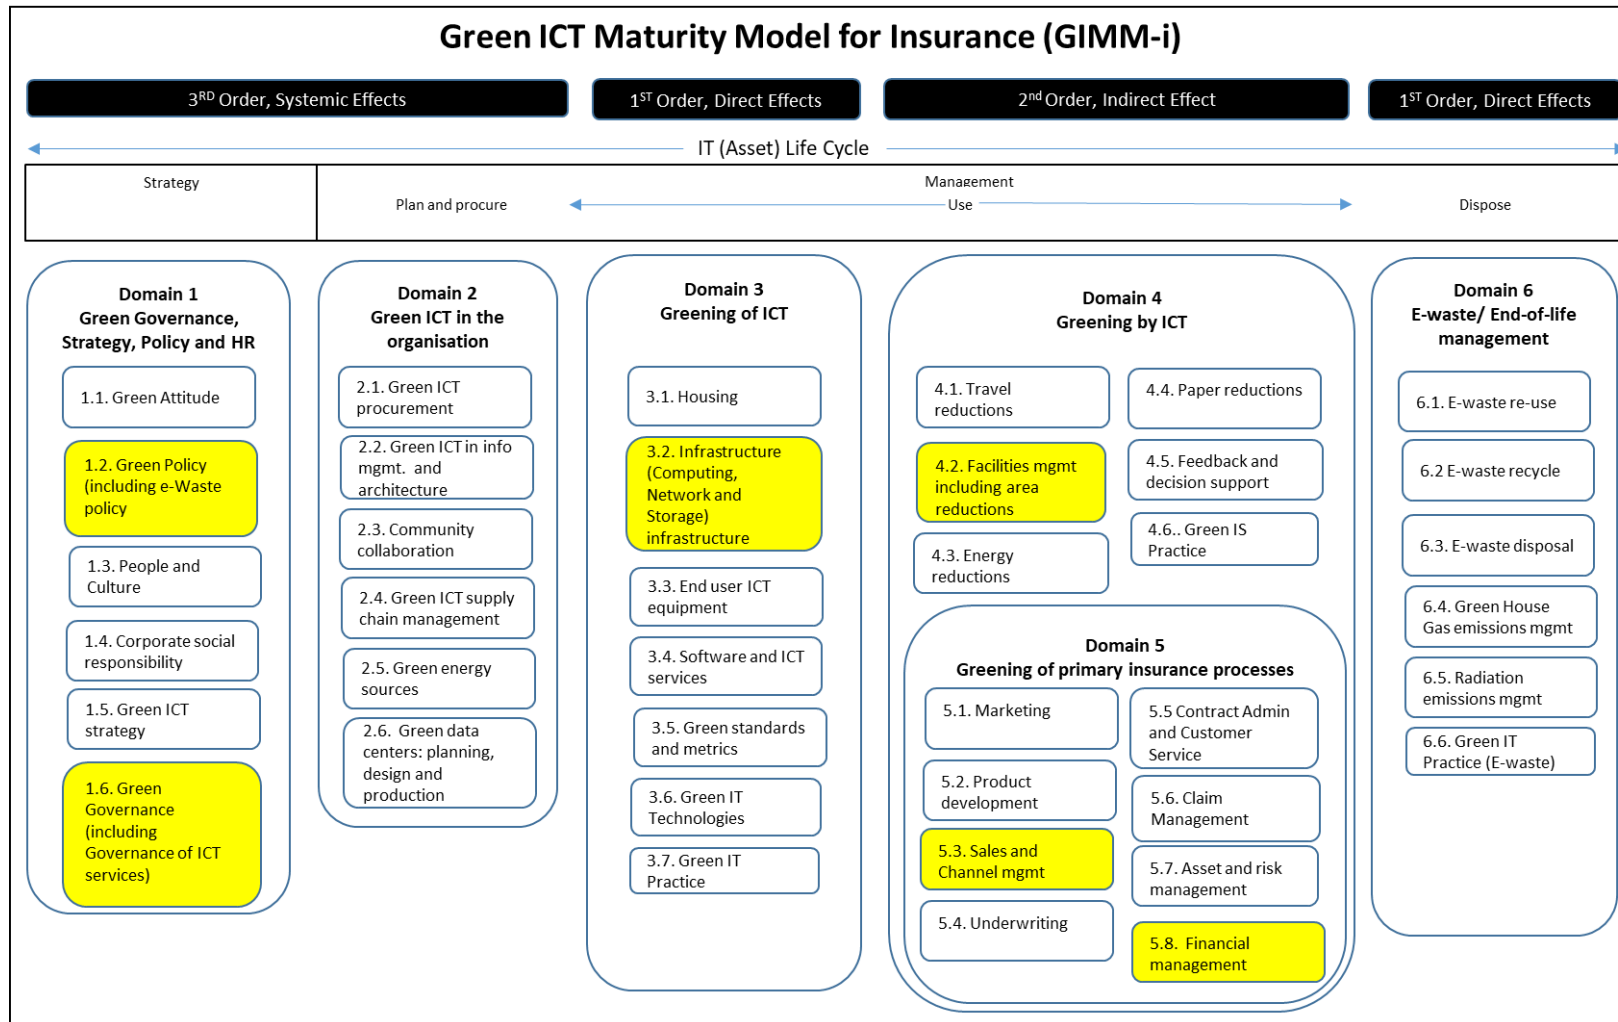 Green ICT Maturity Model for Insurance (GIMM-i)
3RD Order, Systemic Effects
1ST Order, Direct Effects
2nd Order, Indirect Effect
1ST Order, Direct Effects
IT (Asset) Life Cycle
Strategy
Management
Plan and procure
Use
Dispose
Domain 1
Green Governance,
Strategy, Policy and HR
1.1. Green Attitude
1.2. Green Policy
(including e-Waste
policy
1.3. People and
Culture
1.4. Corporate social
responsibility
1.5. Green ICT
strategy
1.6. Green
Governance
(including
Governance of ICT
services)
Domain 2
Green ICT in the
organisation
2.1. Green ICT
procurement
2.2. Green ICT in info
mgmt. and
architecture
2.3. Community
collaboration
2.4. Green ICT supply
chain management
2.5. Green energy
sources
2.6. Green data
centers: planning,
design and
production
Domain 3
Greening of ICT
3.1. Housing
3.2. Infrastructure
(Computing,
Network and
Storage)
infrastructure
3.3. End user ICT
equipment
3.4. Software and ICT
services
3.5. Green standards
and metrics
3.6. Green IT
Technologies
3.7. Green IT
Practice
Domain 4
Greening by ICT
4.1. Travel
reductions
4.2. Facilities mgmt
including area
reductions
4.3. Energy
reductions
4.4. Paper reductions
4.5. Feedback and
decision support
4.6.. Green IS
Practice
Domain 5
Greening of primary insurance processes
5.1. Marketing
5.2. Product
development
5.3. Sales and
Channel mgmt
5.4. Underwriting
5.5 Contract Admin
and Customer
Service
5.6. Claim
Management
5.7. Asset and risk
management
5.8. Financial
management
Domain 6
E-waste/ End-of-life
management
6.1. E-waste re-use
6.2 E-waste recycle
6.3. E-waste disposal
6.4. Green House
Gas emissions mgmt
6.5. Radiation
emissions mgmt
6.6. Green IT
Practice (E-waste)